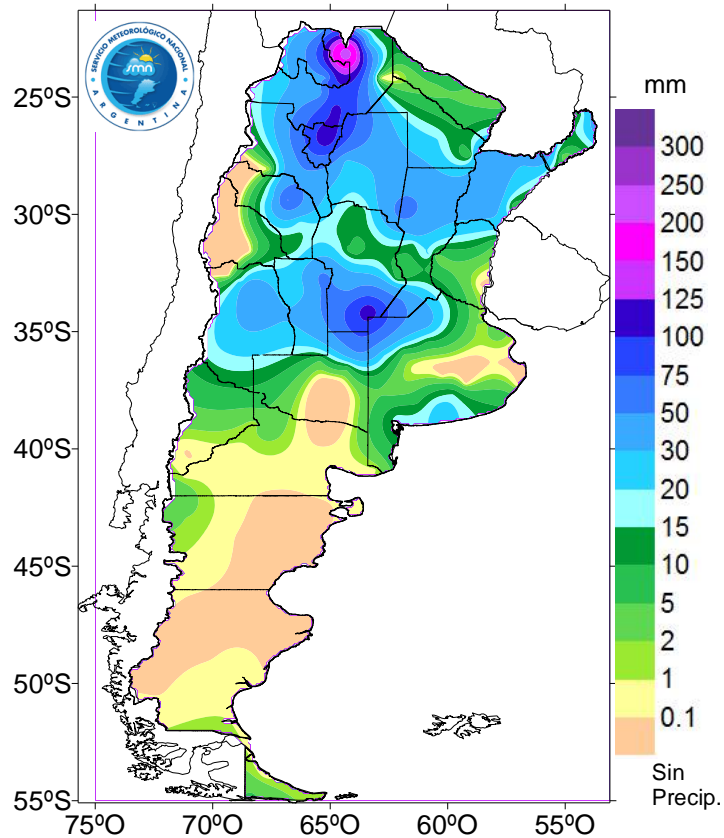 SERVICIO METEOROLÓGICO NACIONAL
smn
ARGENTINA
mm
300
250
200
150
125
100
75
50
30
20
15
10
5
2
1
0.1
Sin
Precip.
25ºS
30ºS
35ºS
40ºS
45ºS
50ºS
55ºS
75ºO
70ºO
65ºO
60ºO
55ºO